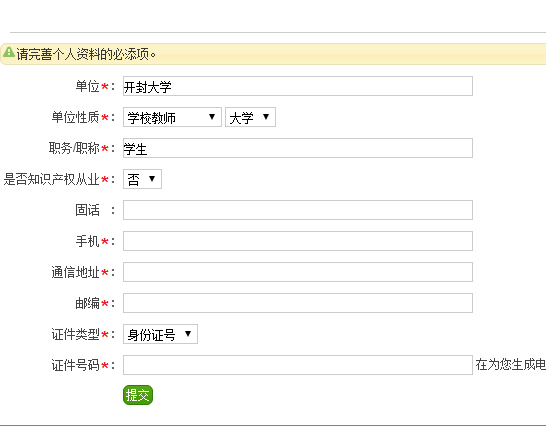 请完善个人资料的必添项。
单位*： 开封大学
单位性质*： 学校教师 大学
职务/职称*： 学生
是否知识产权从业*： 否
固话 ：
手机*：
通信地址*：
邮编*：
证件类型*： 身份证号
证件号码*： 在为您生成电
提交